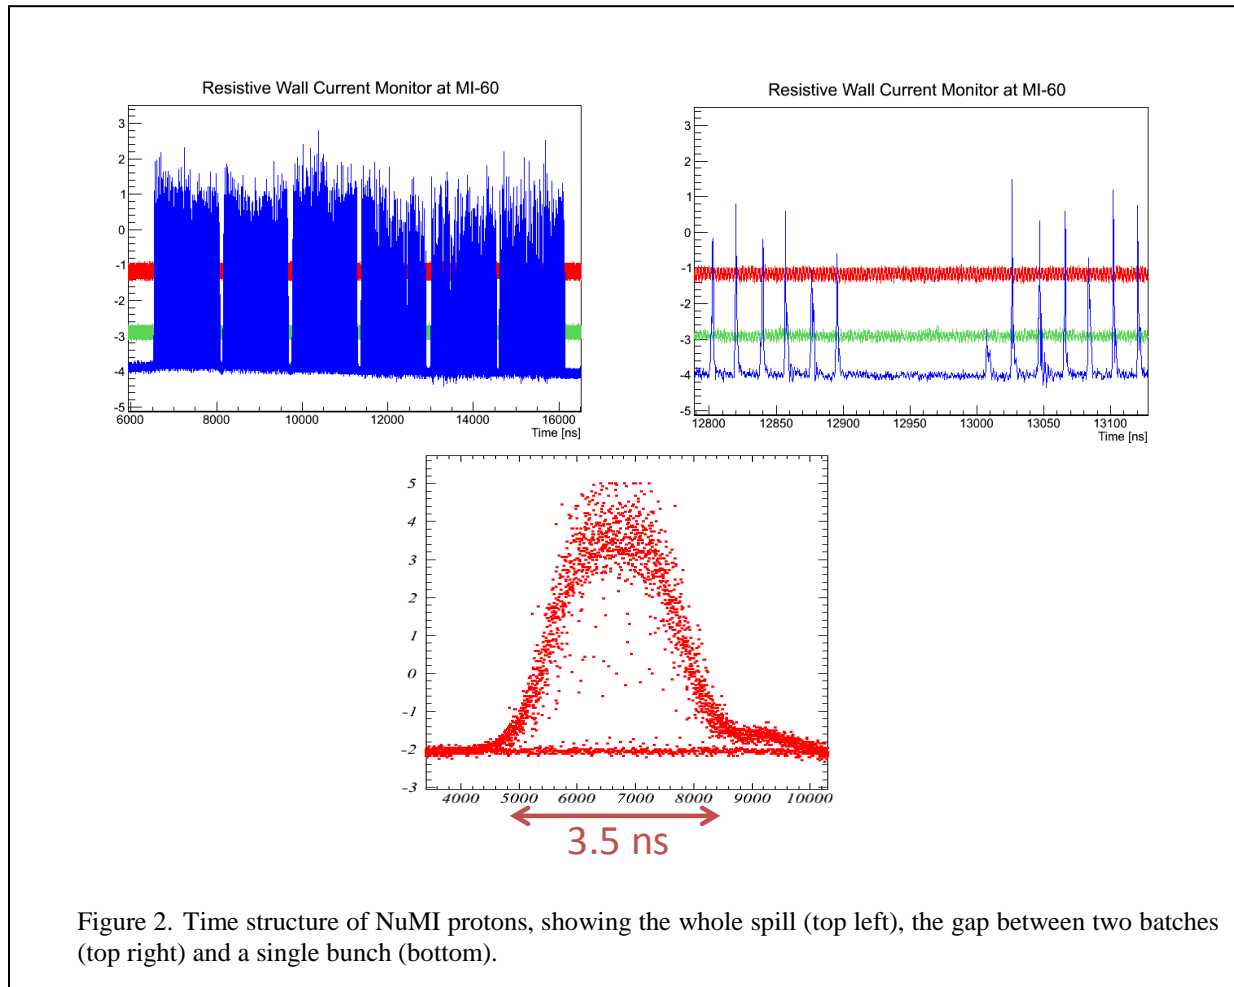 Resistive Wall Current Monitor at MI-60
3
2
1
0
-1
-2
-3
-4
-5
6000 8000 10000 12000 14000 16000
Time [ns]
Resistive Wall Current Monitor at MI-60
3
2
1
0
-1
-2
-3
-4
-5
12800 12850 12900 12950 13000 13050 13100
Time [ns]
5
4
3
2
1
0
-1
-2
-3
4000 5000 6000 7000 8000 9000 10000
3.5 ns
Figure 2. Time structure of NuMI protons, showing the whole spill (top left), the gap between two batches
(top right) and a single bunch (bottom).